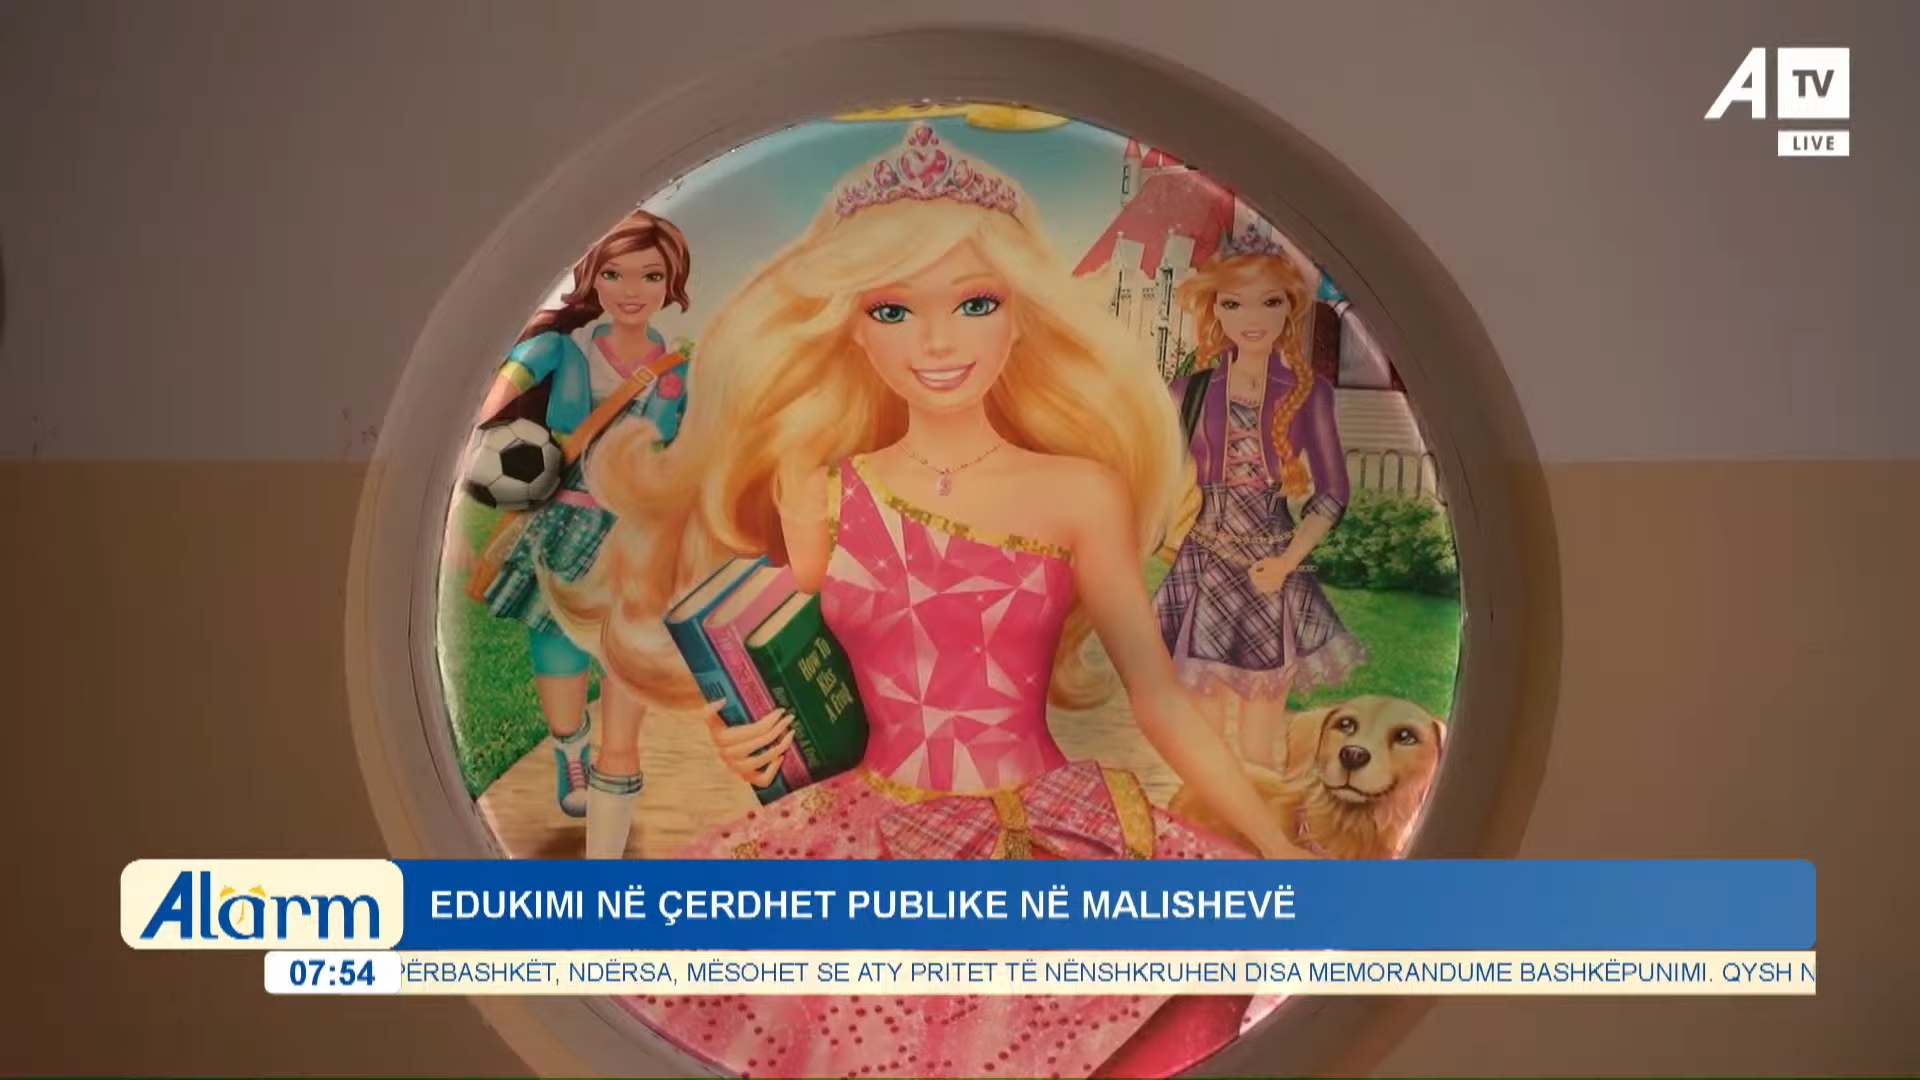 A TV
LIVE
How To
Kiss
A Frog
Alarm
EDUKIMI NË ÇERDHET PUBLIKE NË MALISHEVË
07:54
PËRBASHKËT, NDËRSA, MËSOHET SE ATY PRITET TË NËNSHKRUHEN DISA MEMORANDUME BASHKËPUNIMI. QYSH N